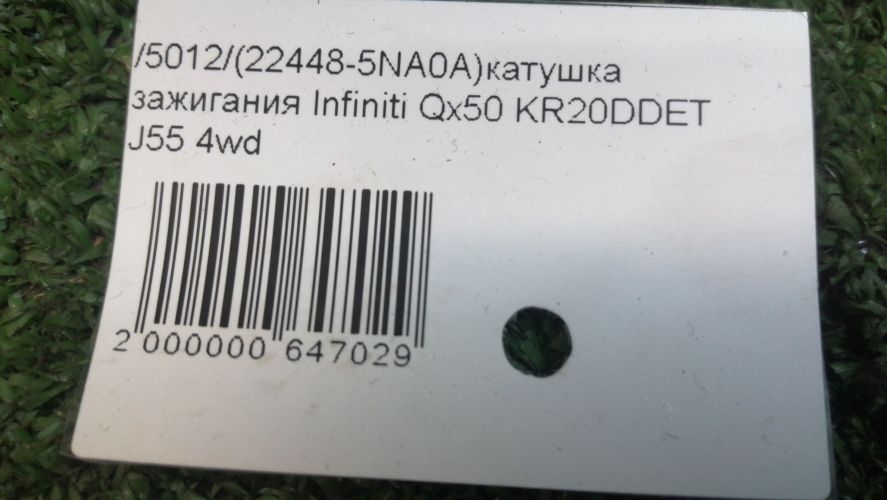 /5012/(22448-5NA0A)катушка
зажигания Infiniti Qx50 KR20DDET
J55 4wd
2 000000 647029